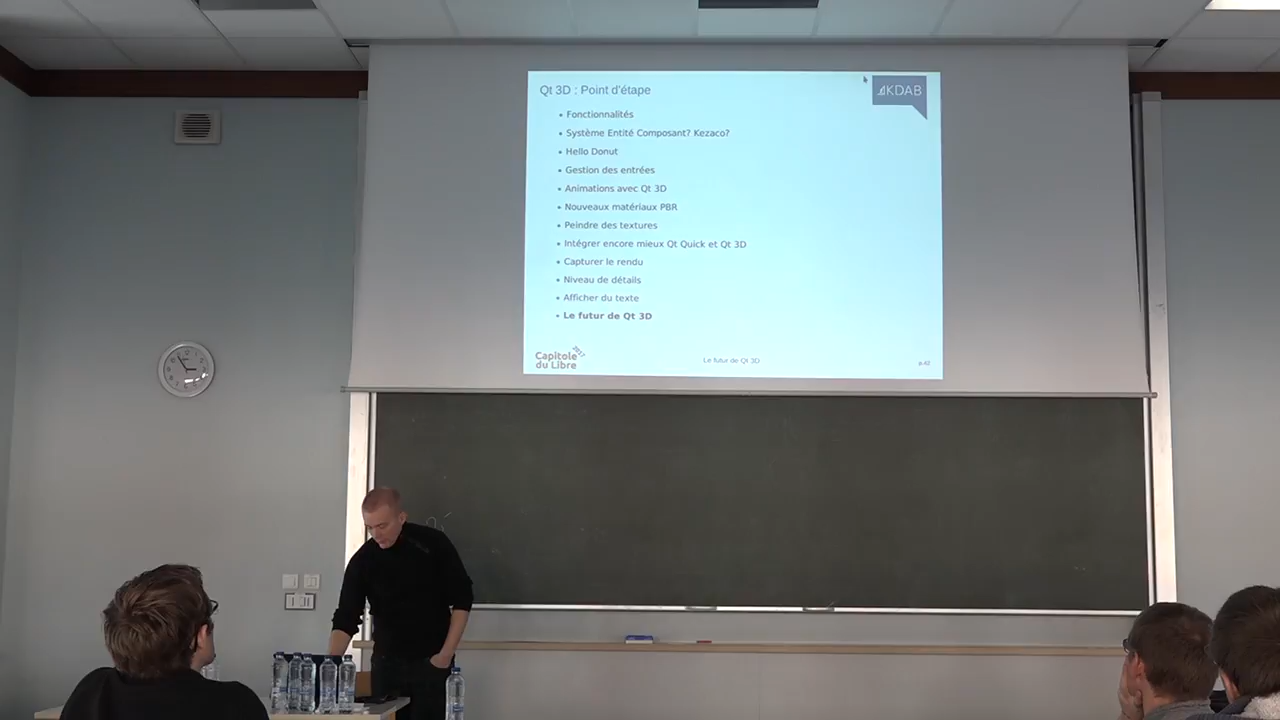 Qt 3D : Point d'étape
KDAB
• Fonctionnalités
• Système Entité Composant? Kezaco?
• Hello Donut
• Gestion des entrées
• Animations avec Qt 3D
• Nouveaux matériaux PBR
• Peindre des textures
• Intégrer encore mieux Qt Quick et Qt 3D
• Capturer le rendu
• Niveau de détails
• Afficher du texte
• Le futur de Qt 3D
Capitole 2017
du Libre
Le futur de Qt 3D
p.42